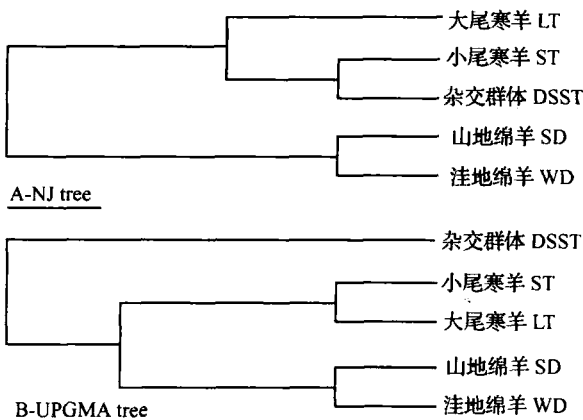 大尾寒羊 LT
小尾寒羊 ST
杂交群体 DSST
山地绵羊 SD
洼地绵羊 WD
A-NJ tree
杂交群体 DSST
小尾寒羊 ST
大尾寒羊 LT
山地绵羊 SD
洼地绵羊 WD
B-UPGMA tree